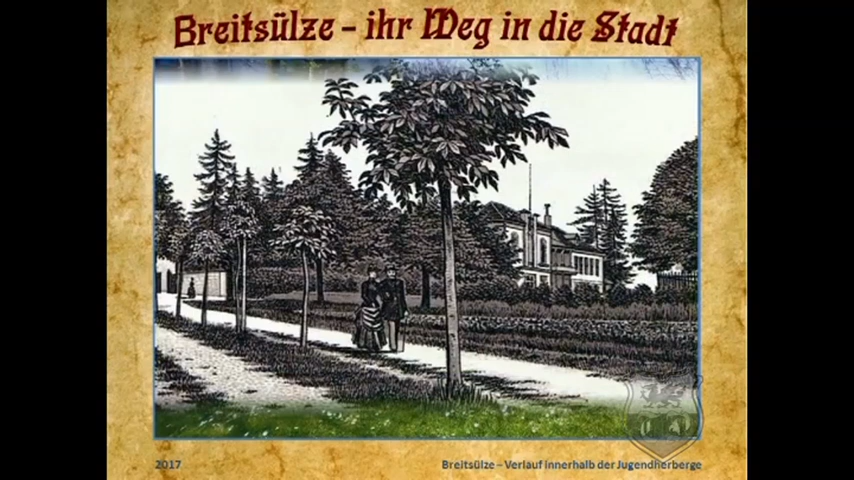 Breitsülze – ihr Weg in die Stadt
2017
Breitsülze – Verlauf innerhalb der Jugendherberge